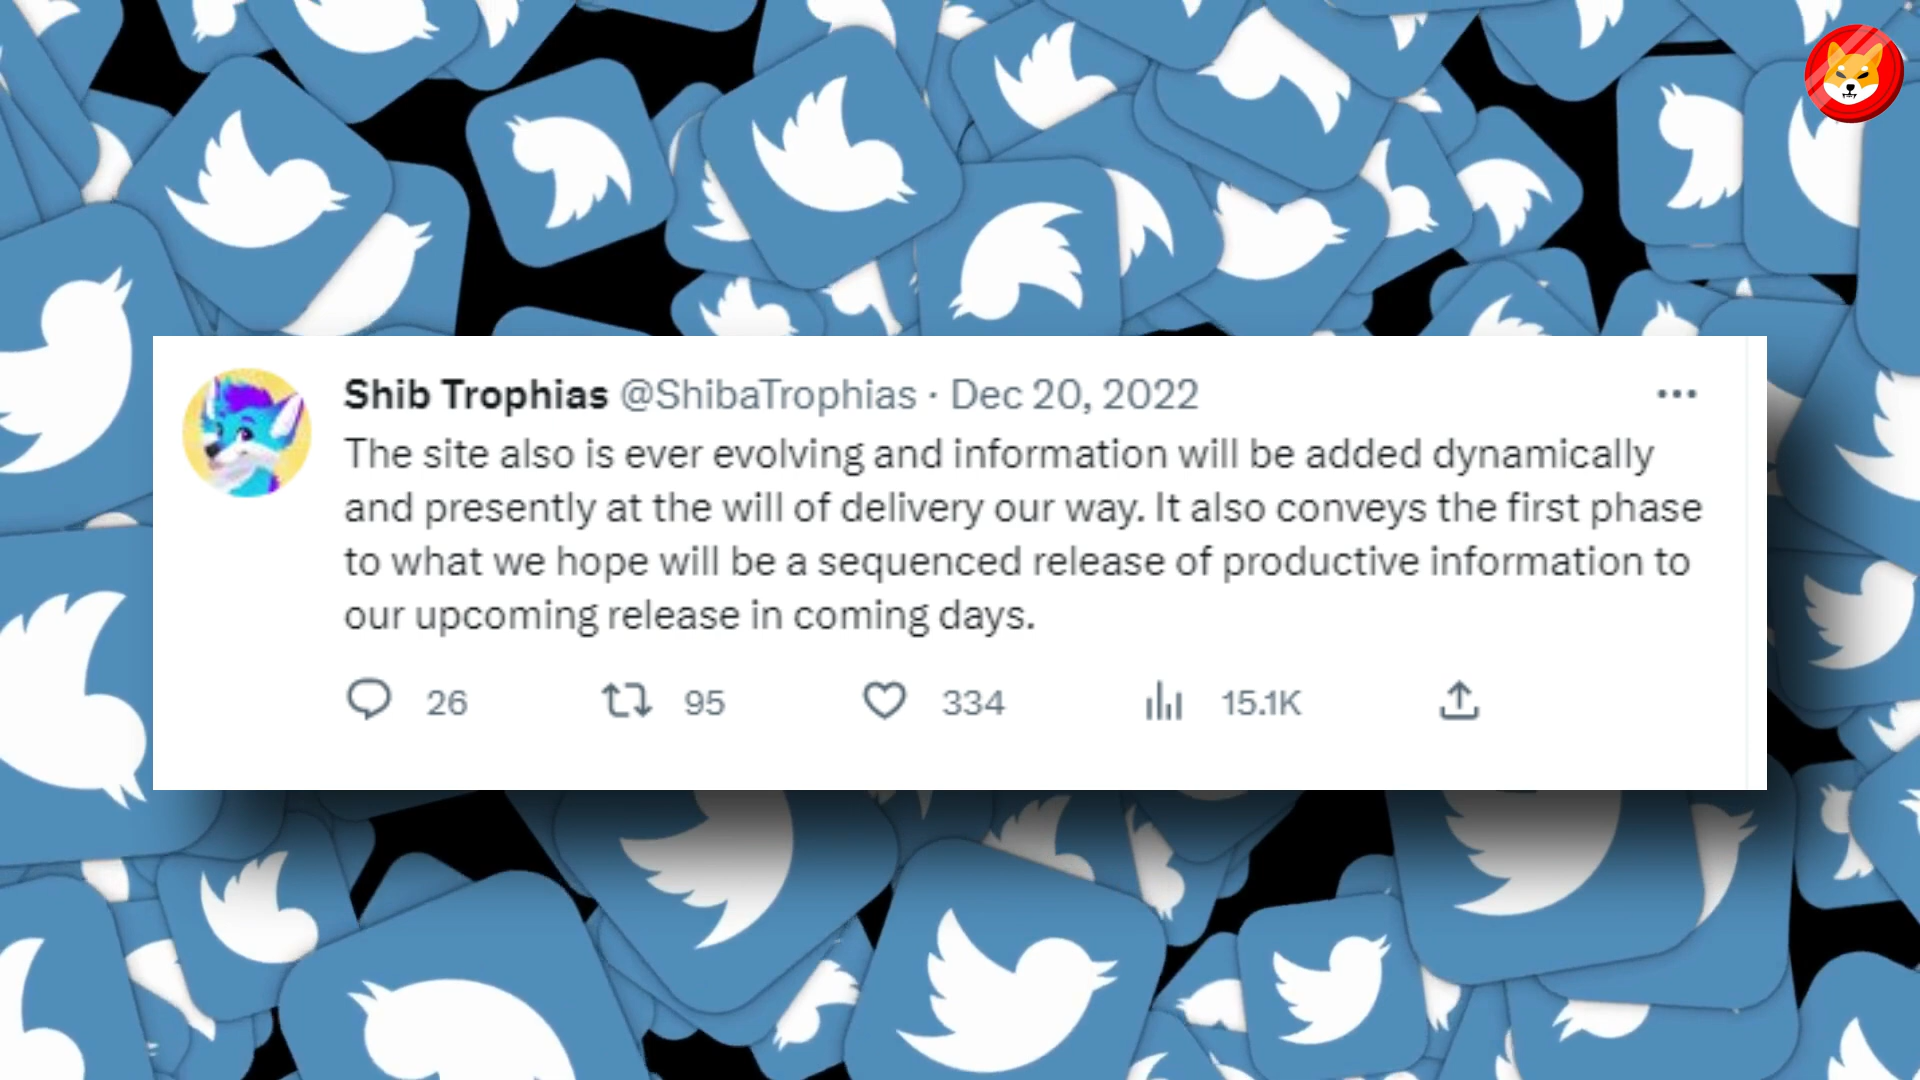 Shib Trophias @ShibaTrophias · Dec 20, 2022
The site also is ever evolving and information will be added dynamically
and presently at the will of delivery our way. It also conveys the first phase
to what we hope will be a sequenced release of productive information to
our upcoming release in coming days.
26 95 334 15.1K